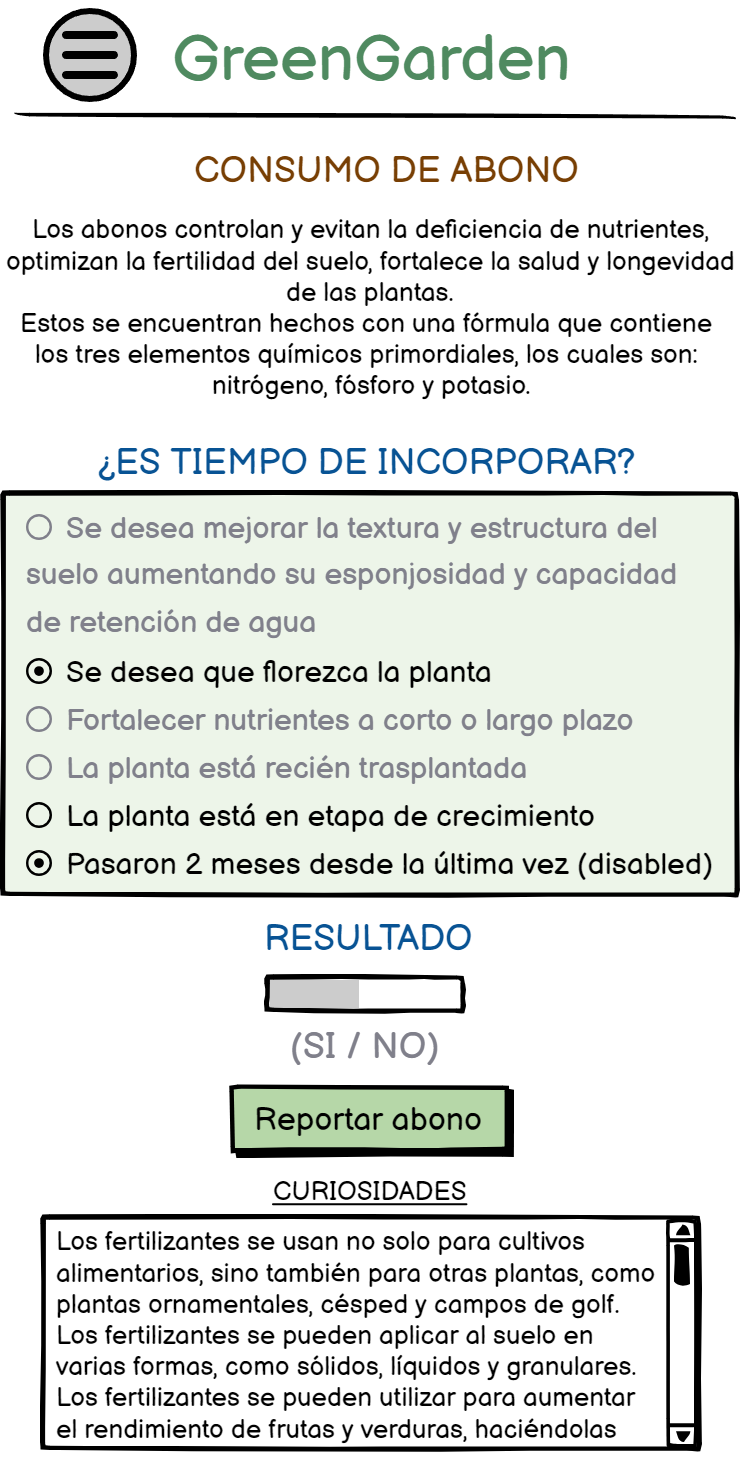 GreenGarden
CONSUMO DE ABONO
Los abonos controlan y evitan la deficiencia de nutrientes,
optimizan la fertilidad del suelo, fortalece la salud y longevidad
de las plantas.
Estos se encuentran hechos con una fórmula que contiene
los tres elementos químicos primordiales, los cuales son:
nitrógeno, fósforo y potasio.
¿ES TIEMPO DE INCORPORAR?
Se desea mejorar la textura y estructura del
suelo aumentando su esponjosidad y capacidad
de retención de agua
Se desea que florezca la planta
Fortalecer nutrientes a corto o largo plazo
La planta está recién trasplantada
La planta está en etapa de crecimiento
Pasaron 2 meses desde la última vez (disabled)
RESULTADO
(SI / NO)
Reportar abono
CURIOSIDADES
Los fertilizantes se usan no solo para cultivos
alimentarios, sino también para otras plantas, como
plantas ornamentales, césped y campos de golf.
Los fertilizantes se pueden aplicar al suelo en
varias formas, como sólidos, líquidos y granulares.
Los fertilizantes se pueden utilizar para aumentar
el rendimiento de frutas y verduras, haciéndolas